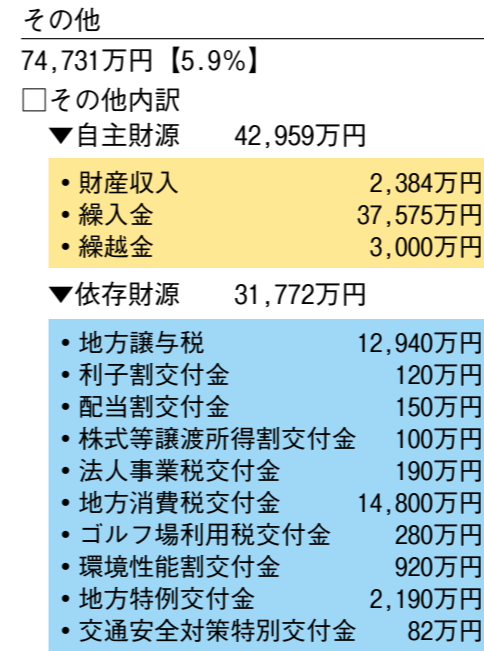 その他
74,731万円【5.9%】
□その他内訳
▼自主財源 42,959万円
・財産収入 2,384万円
・繰入金 37,575万円
・繰越金 3,000万円
▼依存財源 31,772万円
・地方譲与税 12,940万円
・利子割交付金 120万円
・配当割交付金 150万円
・株式等譲渡所得割交付金 100万円
・法人事業税交付金 190万円
・地方消費税交付金 14,800万円
・ゴルフ場利用税交付金 280万円
・環境性能割交付金 920万円
・地方特例交付金 2,190万円
・交通安全対策特別交付金 82万円